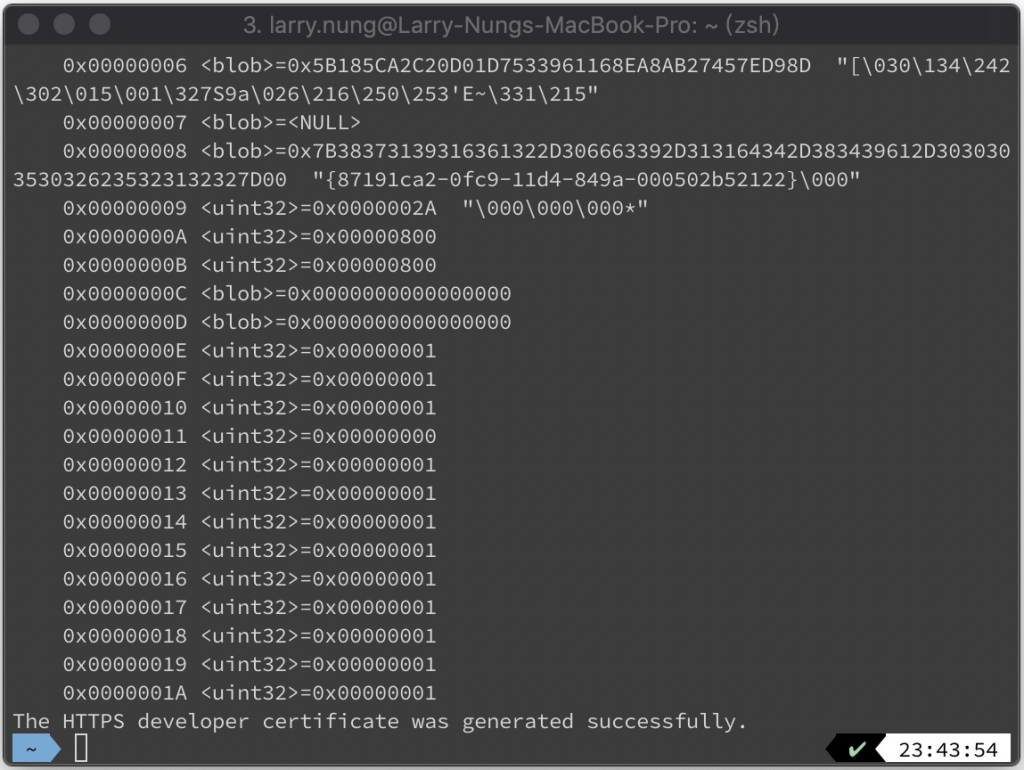 3. larry.nung@Larry-Nungs-MacBook-Pro: ~ (zsh)
0x00000006 <blob>=0x5B185CA2C20D01D7533961168EA8AB27457ED98D  "[\030\134\242
\302\015\001\327S9a\026\216\250\253'E~\331\215"
0x00000007 <blob>=<NULL>
0x00000008 <blob>=0x7B38373139316361322D306663392D313164342D383439612D303030
3530326235323132327D00  "{87191ca2-0fc9-11d4-849a-000502b52122}\000"
0x00000009 <uint32>=0x0000002A  "\000\000\000*"
0x0000000A <uint32>=0x00000800
0x0000000B <uint32>=0x00000800
0x0000000C <blob>=0x0000000000000000
0x0000000D <blob>=0x0000000000000000
0x0000000E <uint32>=0x00000001
0x0000000F <uint32>=0x00000001
0x00000010 <uint32>=0x00000001
0x00000011 <uint32>=0x00000000
0x00000012 <uint32>=0x00000001
0x00000013 <uint32>=0x00000001
0x00000014 <uint32>=0x00000001
0x00000015 <uint32>=0x00000001
0x00000016 <uint32>=0x00000001
0x00000017 <uint32>=0x00000001
0x00000018 <uint32>=0x00000001
0x00000019 <uint32>=0x00000001
0x0000001A <uint32>=0x00000001
The HTTPS developer certificate was generated successfully.
~ ✔ 23:43:54